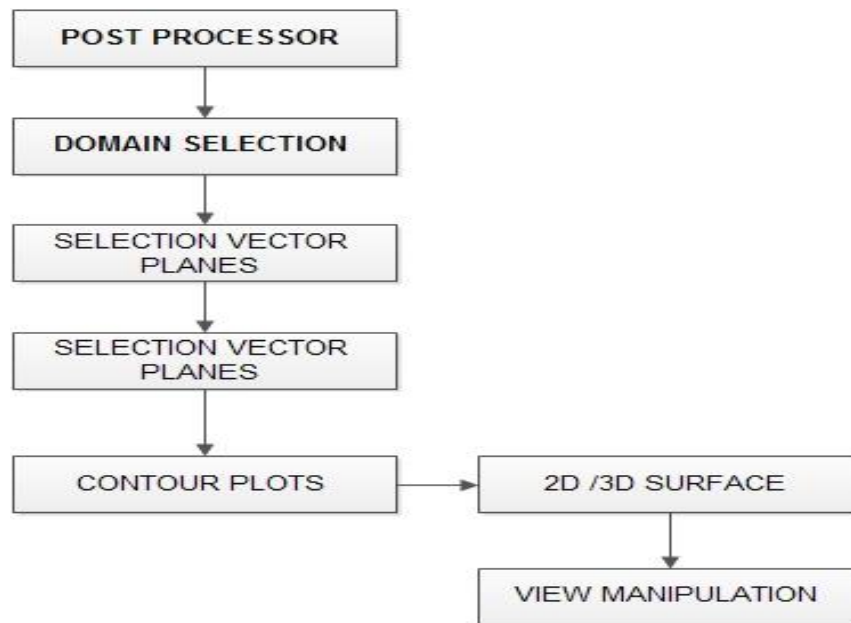 POST PROCESSOR
DOMAIN SELECTION
SELECTION VECTOR
PLANES
SELECTION VECTOR
PLANES
CONTOUR PLOTS
2D /3D SURFACE
VIEW MANIPULATION